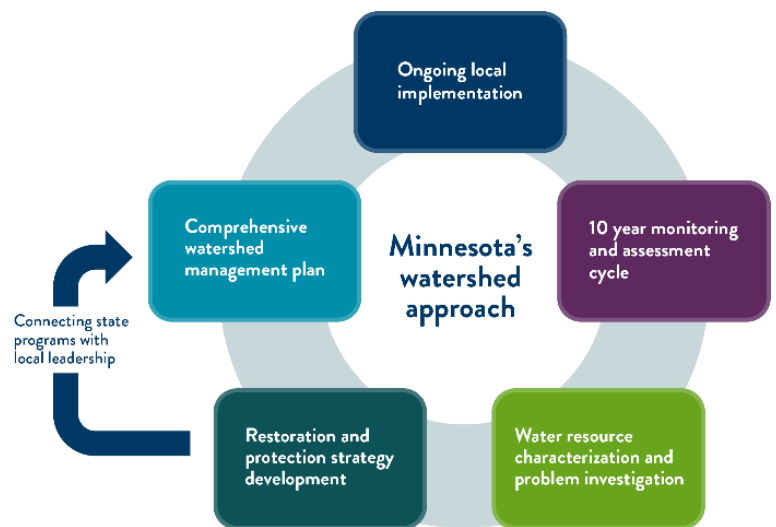 Ongoing local
implementation
Comprehensive
watershed
management plan
Minnesota's
watershed
approach
10 year monitoring
and assessment
cycle
Connecting state
programs with
local leadership
Restoration and
protection strategy
development
Water resource
characterization and
problem investigation